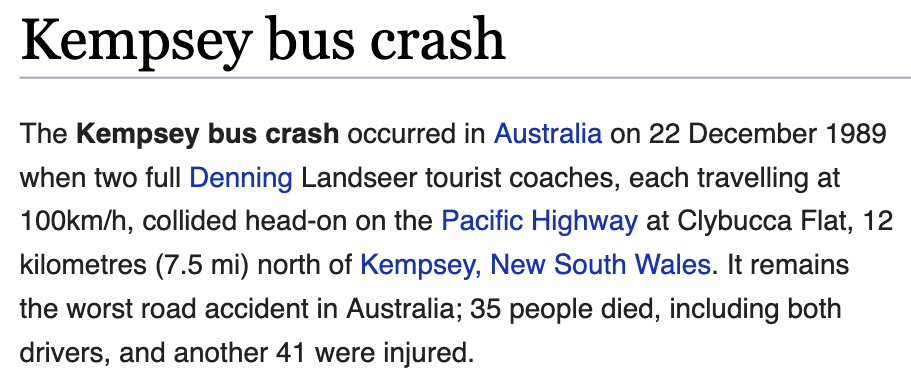 Kempsey bus crash
The Kempsey bus crash occurred in Australia on 22 December 1989
when two full Denning Landseer tourist coaches, each travelling at
100km/h, collided head-on on the Pacific Highway at Clybucca Flat, 12
kilometres (7.5 mi) north of Kempsey, New South Wales. It remains
the worst road accident in Australia; 35 people died, including both
drivers, and another 41 were injured.